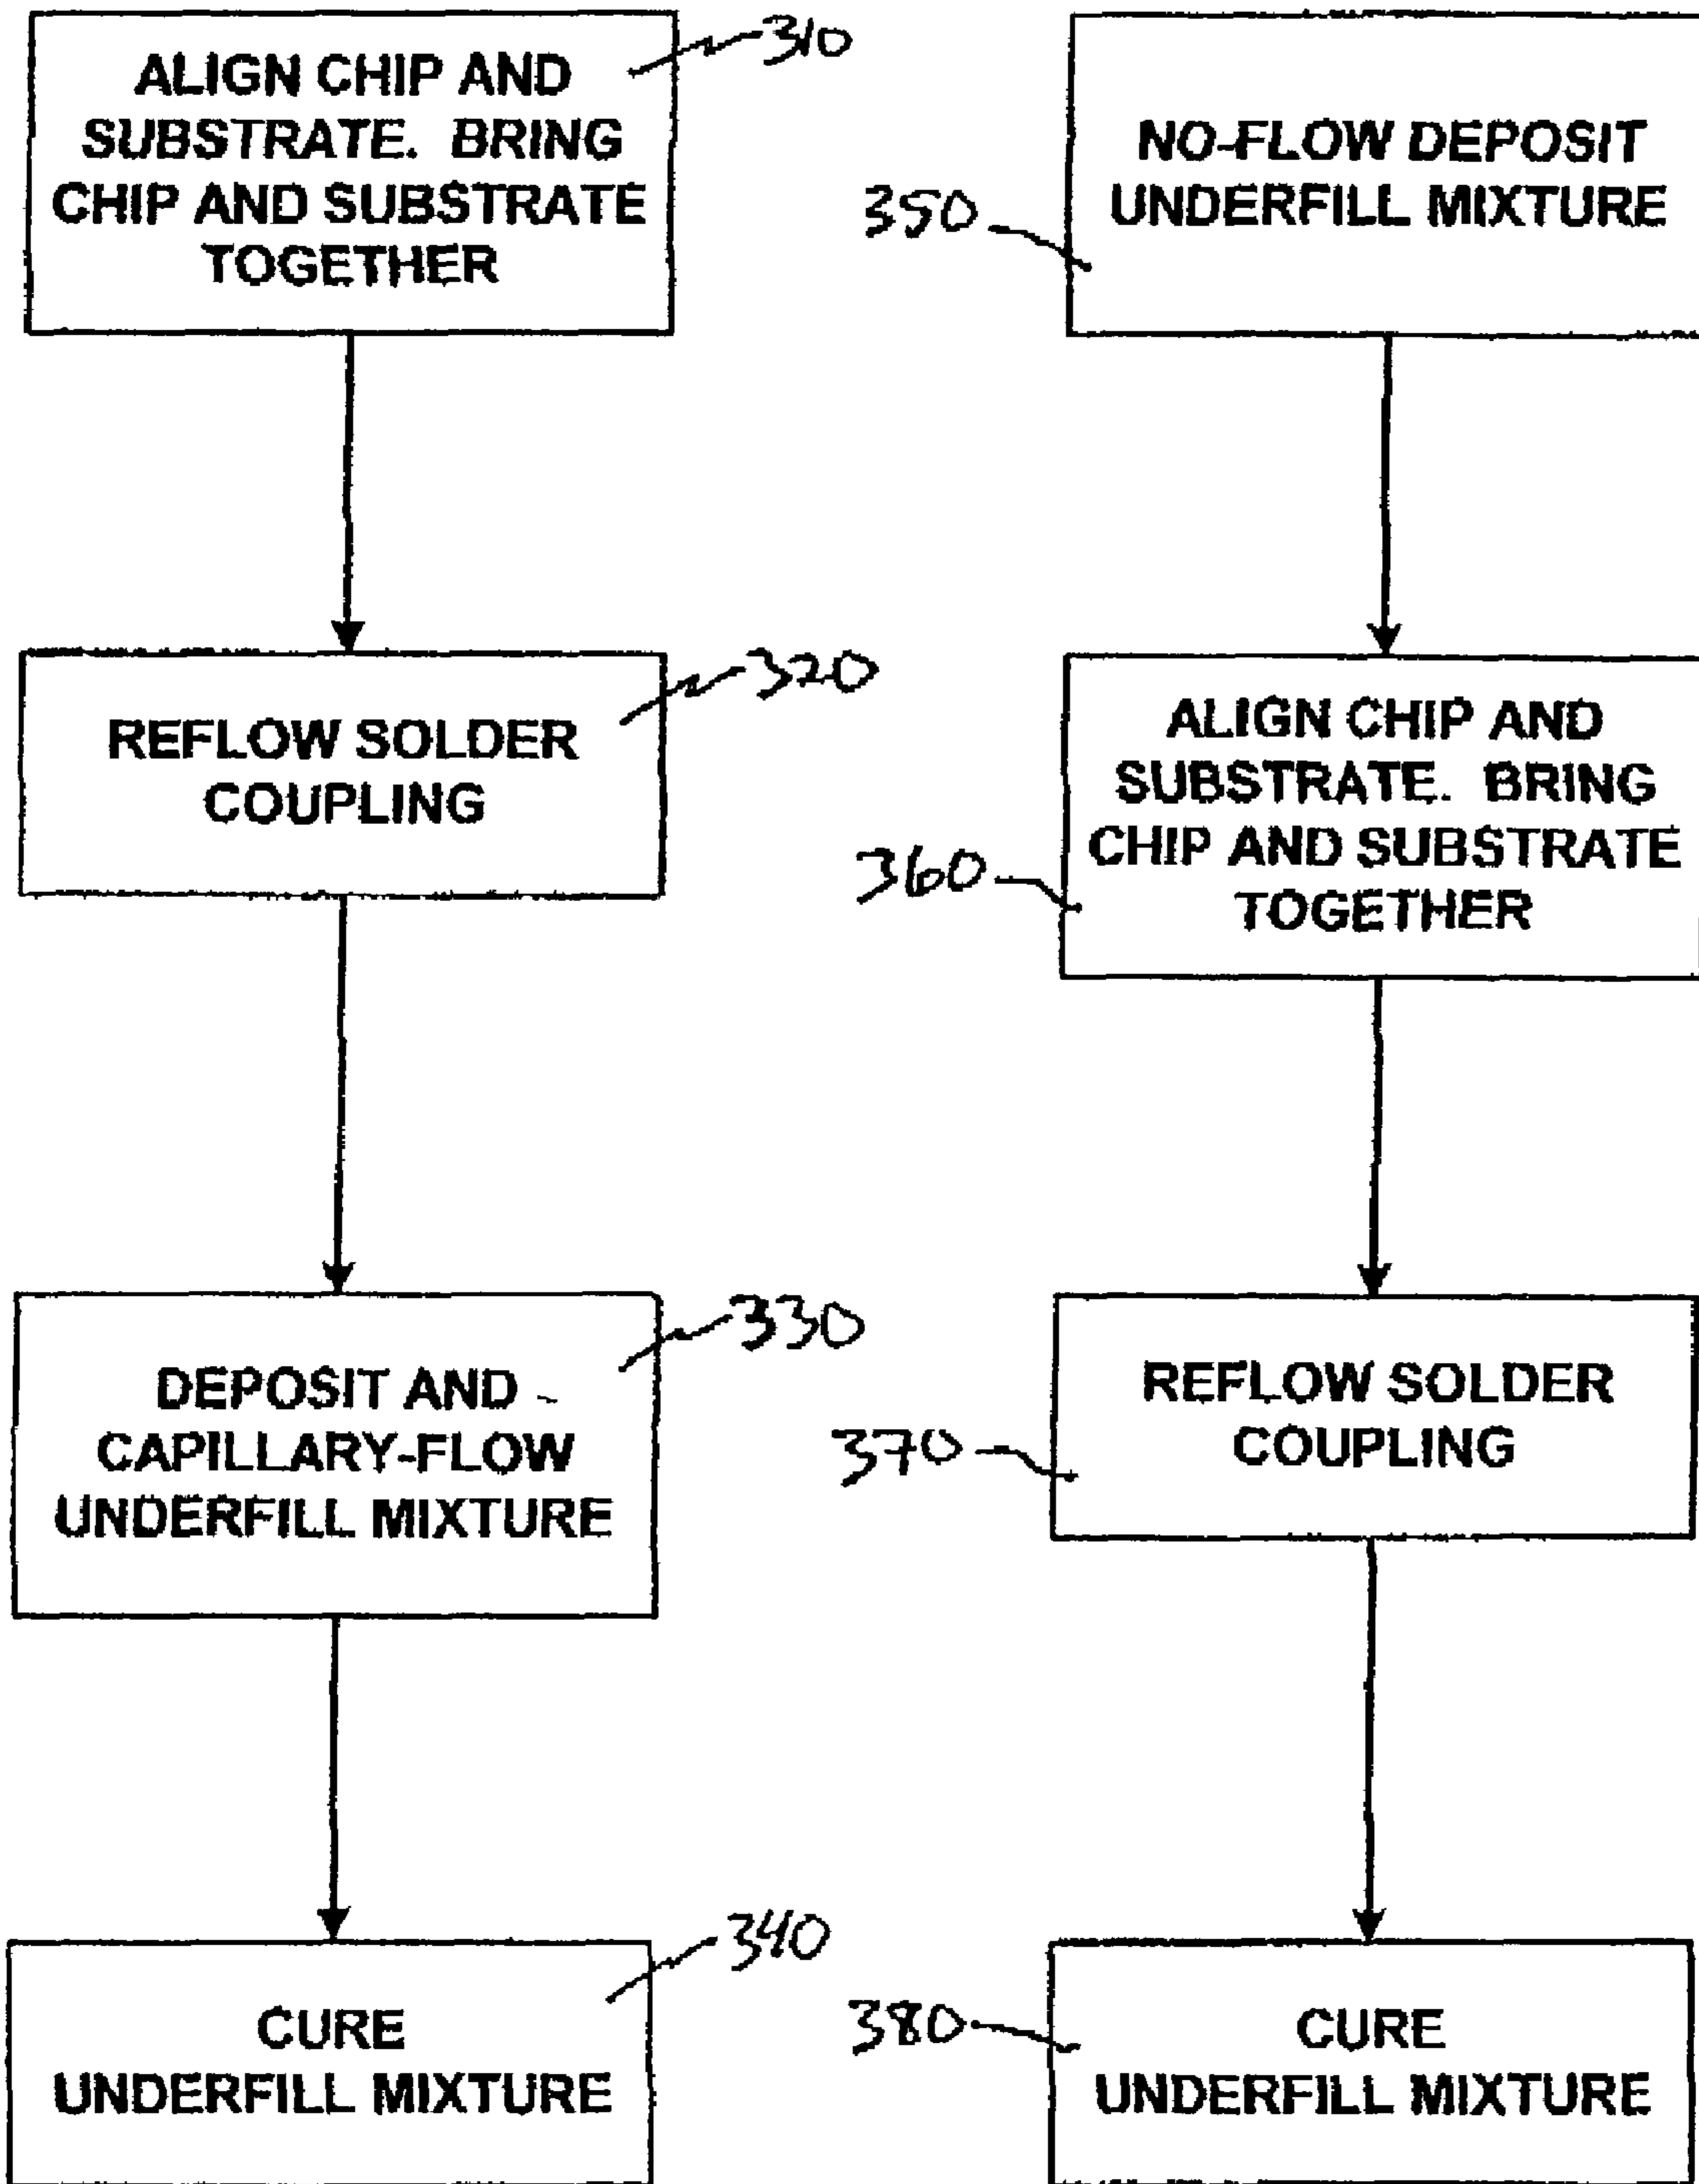 ALIGN CHIP AND
SUBSTRATE. BRING
CHIP AND SUBSTRATE
TOGETHER
310
REFLOW SOLDER
COUPLING
320
DEPOSIT AND
CAPILLARY-FLOW
UNDERFILL MIXTURE
330
CURE
UNDERFILL MIXTURE
340
NO-FLOW DEPOSIT
UNDERFILL MIXTURE
350
ALIGN CHIP AND
SUBSTRATE. BRING
CHIP AND SUBSTRATE
TOGETHER
360
REFLOW SOLDER
COUPLING
370
CURE
UNDERFILL MIXTURE
380